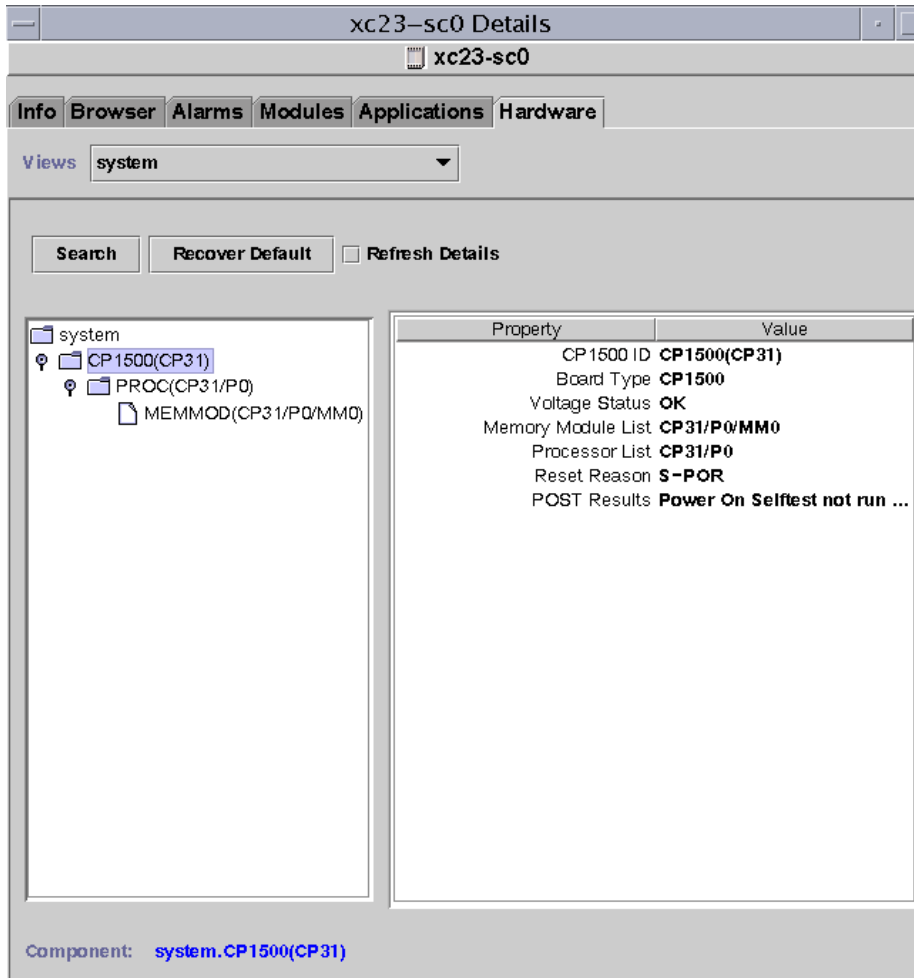 xc23-sc0 Details
xc23-sc0
Info Browser Alarms Modules Applications Hardware
Views system
Search Recover Default Refresh Details
system
CP1500(CP31)
PROC(CP31/P0)
MEMMOD(CP31/P0/MM0)
Property Value
CP1500 ID CP1500(CP31)
Board Type CP1500
Voltage Status OK
Memory Module List CP31/P0/MM0
Processor List CP31/P0
Reset Reason S-POR
POST Results Power On Selftest not run ...
Component: system.CP1500(CP31)